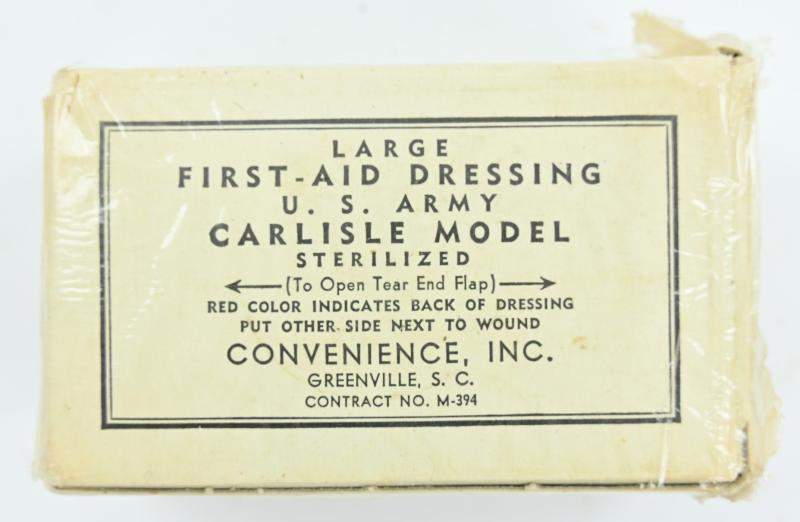 LARGE
FIRST-AID DRESSING
U. S. ARMY
CARLISLE MODEL
STERILIZED
(To Open Tear End Flap)
RED COLOR INDICATES BACK OF DRESSING
PUT OTHER SIDE NEXT TO WOUND
CONVENIENCE, INC.
GREENVILLE, S. C.
CONTRACT NO. M-394